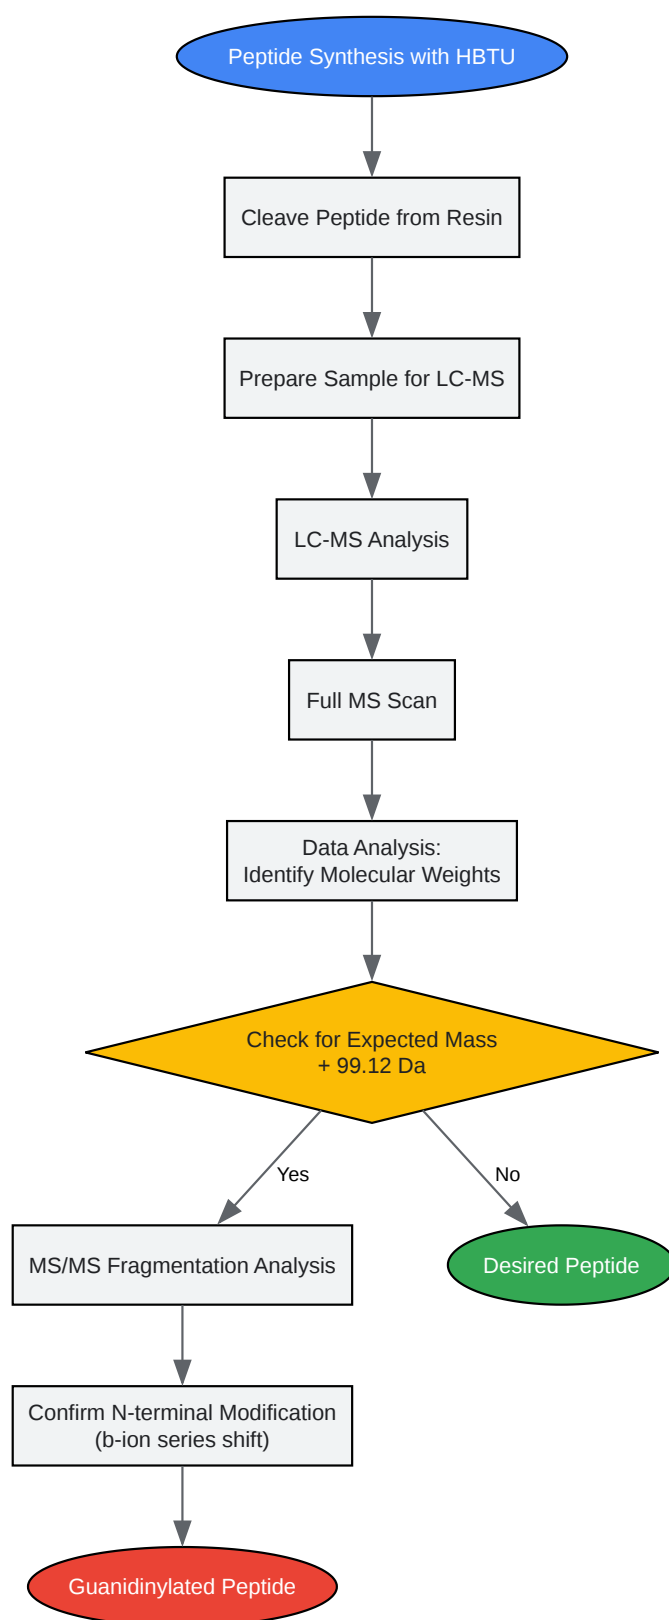 Peptide Synthesis with HBTU
Cleave Peptide from Resin
Prepare Sample for LC-MS
LC-MS Analysis
Full MS Scan
Data Analysis:
Identify Molecular Weights
Check for Expected Mass
+ 99.12 Da
Yes
No
MS/MS Fragmentation Analysis
Desired Peptide
Confirm N-terminal Modification
(b-ion series shift)
Guanidinylated Peptide